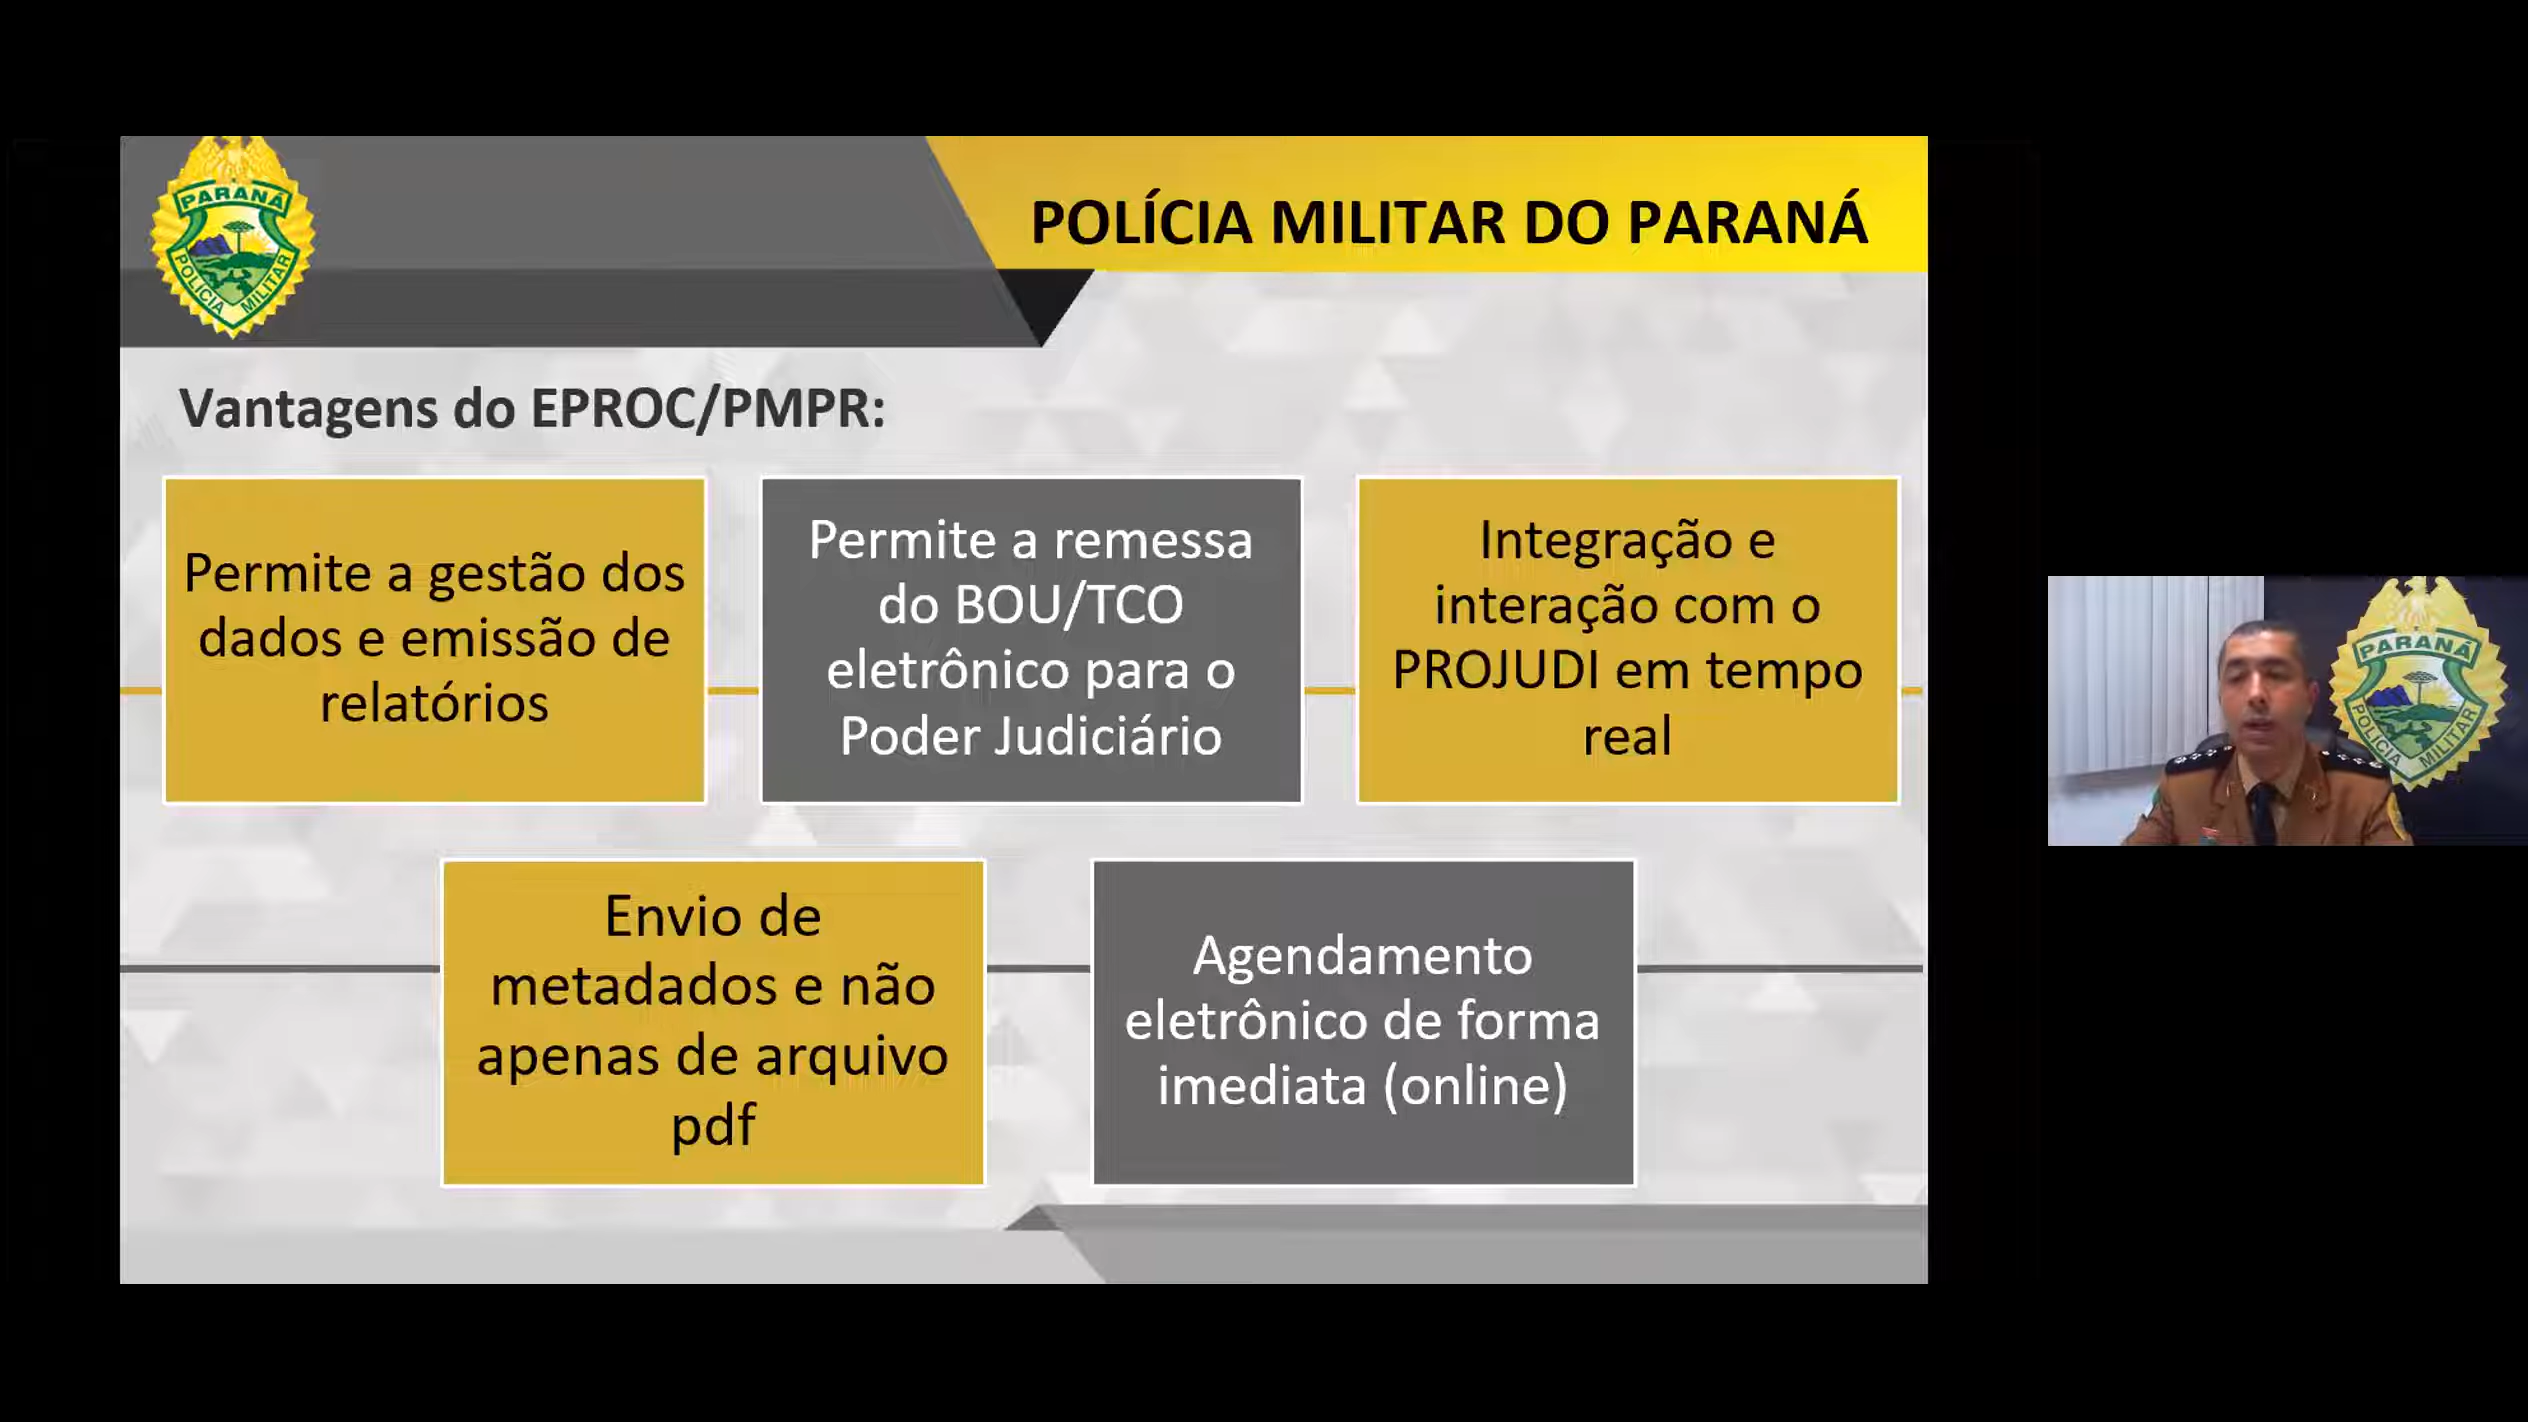 PARANÁ
POLÍCIA MILITAR
POLÍCIA MILITAR DO PARANÁ
Vantagens do EPROC/PMPR:
Permite a gestão dos
dados e emissão de
relatórios
Permite a remessa
do BOU/TCO
eletrônico para o
Poder Judiciário
Integração e
interação com o
PROJUDI em tempo
real
Envio de
metadados e não
apenas de arquivo
pdf
Agendamento
eletrônico de forma
imediata (online)
PARANÁ
POLÍCIA MILITAR